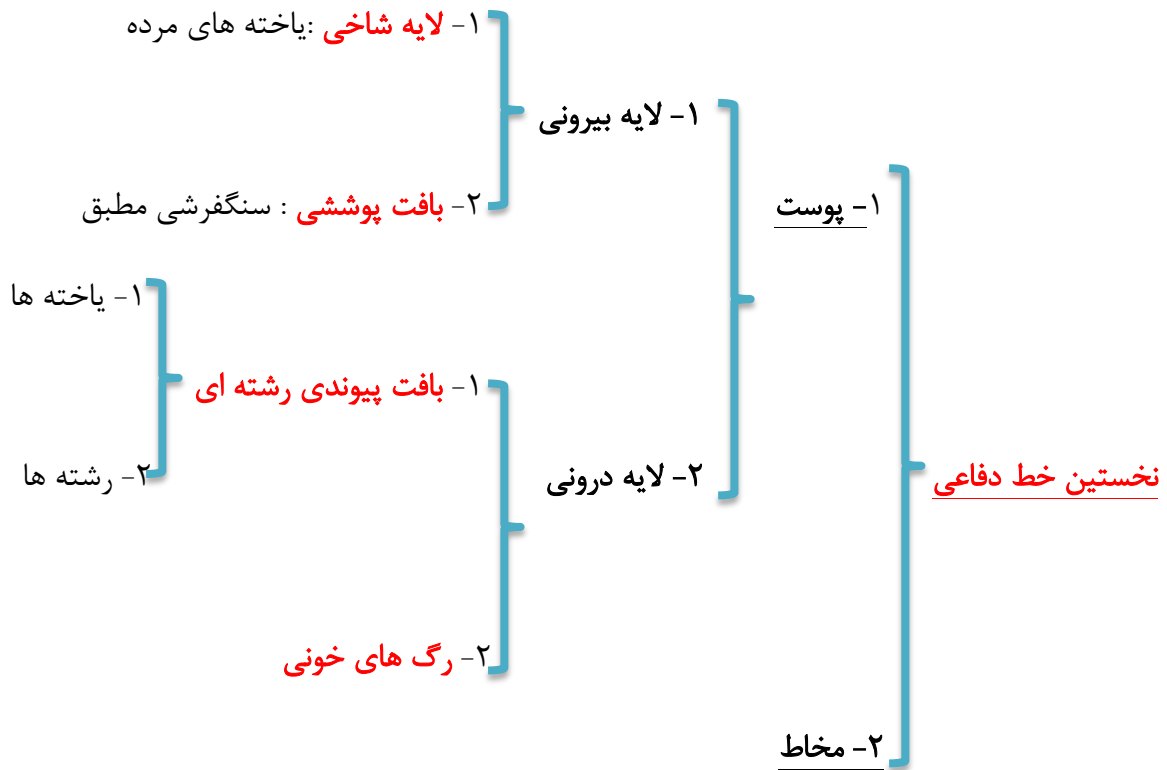 نخستین خط دفاعی
۱- پوست
۱- لایه بیرونی
۱- لایه شاخی :یاخته های مرده
۲- بافت پوششی : سنگفرشی مطبق
۲- لایه درونی
۱- بافت پیوندی رشته ای
۱- یاخته ها
۲- رشته ها
۲- رگ های خونی
۲- مخاط